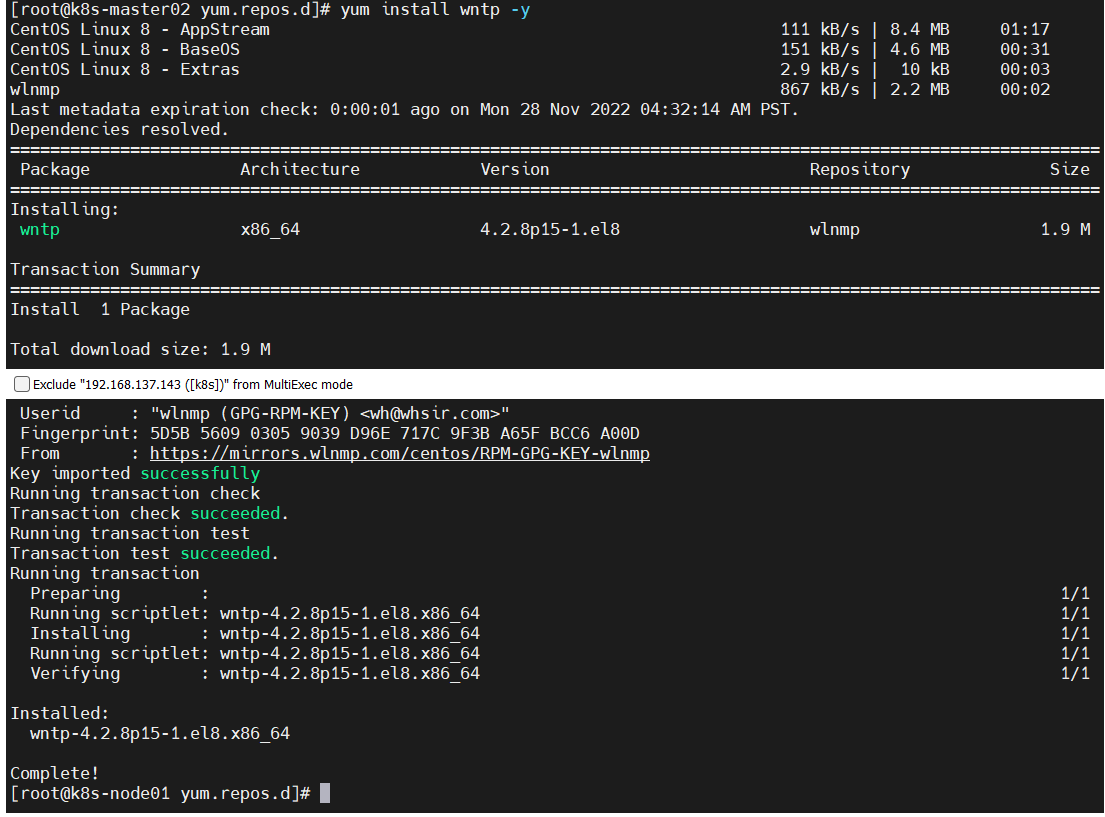 [root@k8s-master02 yum.repos.d]# yum install wntp -y
CentOS Linux 8 - AppStream 111 kB/s | 8.4 MB 01:17
CentOS Linux 8 - BaseOS 151 kB/s | 4.6 MB 00:31
CentOS Linux 8 - Extras 2.9 kB/s | 10 kB 00:03
wlnmp 867 kB/s | 2.2 MB 00:02
Last metadata expiration check: 0:00:01 ago on Mon 28 Nov 2022 04:32:14 AM PST.
Dependencies resolved.
=============================================================================================================
Package Architecture Version Repository Size
=============================================================================================================
Installing:
wntp x86_64 4.2.8p15-1.el8 wlnmp 1.9 M

Transaction Summary
=============================================================================================================
Install 1 Package

Total download size: 1.9 M
Exclude "192.168.137.143 ([k8s])" from MultiExec mode
Userid : "wlnmp (GPG-RPM-KEY) <wh@whsir.com>"
Fingerprint: 5D5B 5609 0305 9039 D96E 717C 9F3B A65F BCC6 A00D
From : https://mirrors.wlnmp.com/centos/RPM-GPG-KEY-wlnmp
Key imported successfully
Running transaction check
Transaction check succeeded.
Running transaction test
Transaction test succeeded.
Running transaction
Preparing : 1/1
Running scriptlet: wntp-4.2.8p15-1.el8.x86_64 1/1
Installing : wntp-4.2.8p15-1.el8.x86_64 1/1
Running scriptlet: wntp-4.2.8p15-1.el8.x86_64 1/1
Verifying : wntp-4.2.8p15-1.el8.x86_64 1/1

Installed:
wntp-4.2.8p15-1.el8.x86_64

Complete!
[root@k8s-node01 yum.repos.d]#